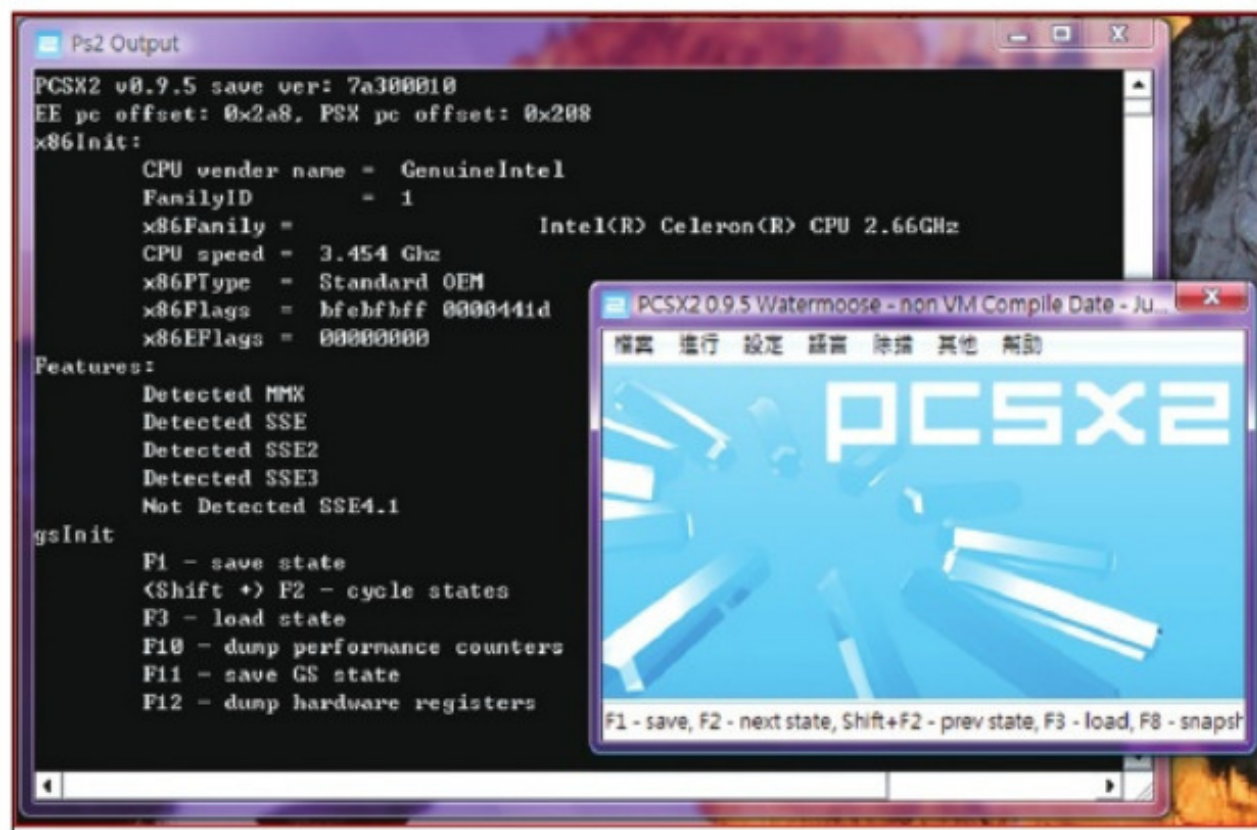 Ps2 Output
PCSX2 v0.9.5 save ver: 7a300010
EE pc offset: 0x2a8, PSX pc offset: 0x208
x86Init:
CPU vender name = GenuineIntel
FamilyID = 1
x86Family = Intel(R) Celeron(R) CPU 2.66GHz
CPU speed = 3.454 Ghz
x86PType = Standard OEM
x86Flags = bfebfbff 0000441d
x86EFlags = 00000000
Features:
Detected MMX
Detected SSE
Detected SSE2
Detected SSE3
Not Detected SSE4.1
gsInit
F1 - save state
(Shift +) F2 - cycle states
F3 - load state
F10 - dump performance counters
F11 - save GS state
F12 - dump hardware registers
PCSX2 0.9.5 Watermoose - non VM Compile Date - Ju...
檔案 進行 設定 語言 除錯 其他 幫助
pcsx2
F1 - save, F2 - next state, Shift+F2 - prev state, F3 - load, F8 - snapsh